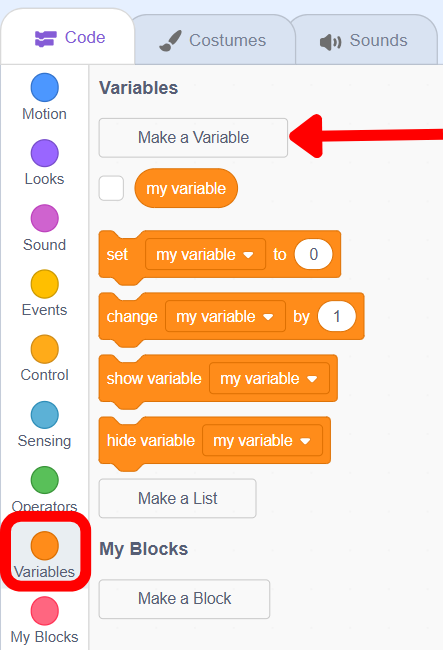 Code Costumes Sounds
Motion
Looks
Sound
Events
Control
Sensing
Operators
Variables
My Blocks
Variables
Make a Variable
my variable
set my variable to 0
change my variable by 1
show variable my variable
hide variable my variable
Make a List
My Blocks
Make a Block